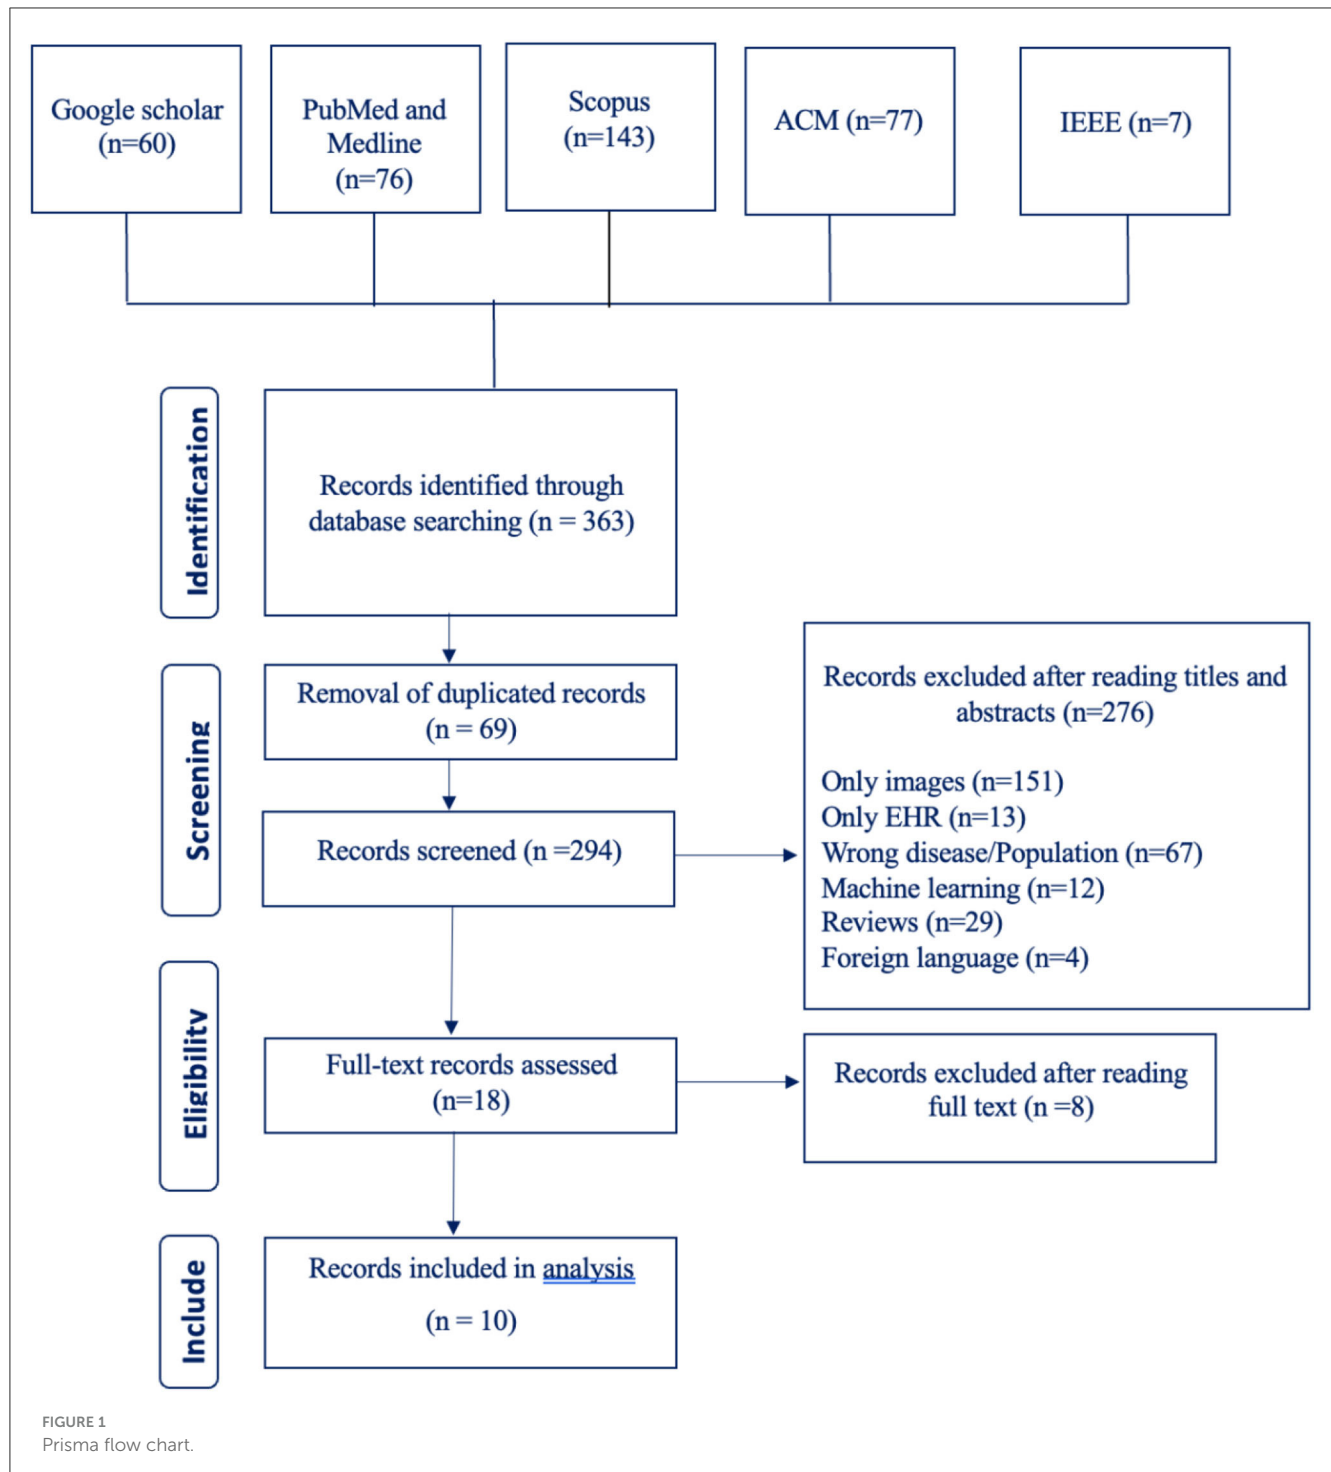 Google scholar
(n=60)
PubMed and
Medline
(n=76)
Scopus
(n=143)
ACM (n=77)
IEEE (n=7)
Identification
Records identified through
database searching (n = 363)
Screening
Removal of duplicated records
(n = 69)
Records screened (n =294)
Records excluded after reading titles and
abstracts (n=276)
Only images (n=151)
Only EHR (n=13)
Wrong disease/Population (n=67)
Machine learning (n=12)
Reviews (n=29)
Foreign language (n=4)
Eligibility
Full-text records assessed
(n=18)
Records excluded after reading
full text (n =8)
Include
Records included in analysis
(n = 10)
FIGURE 1
Prisma flow chart.